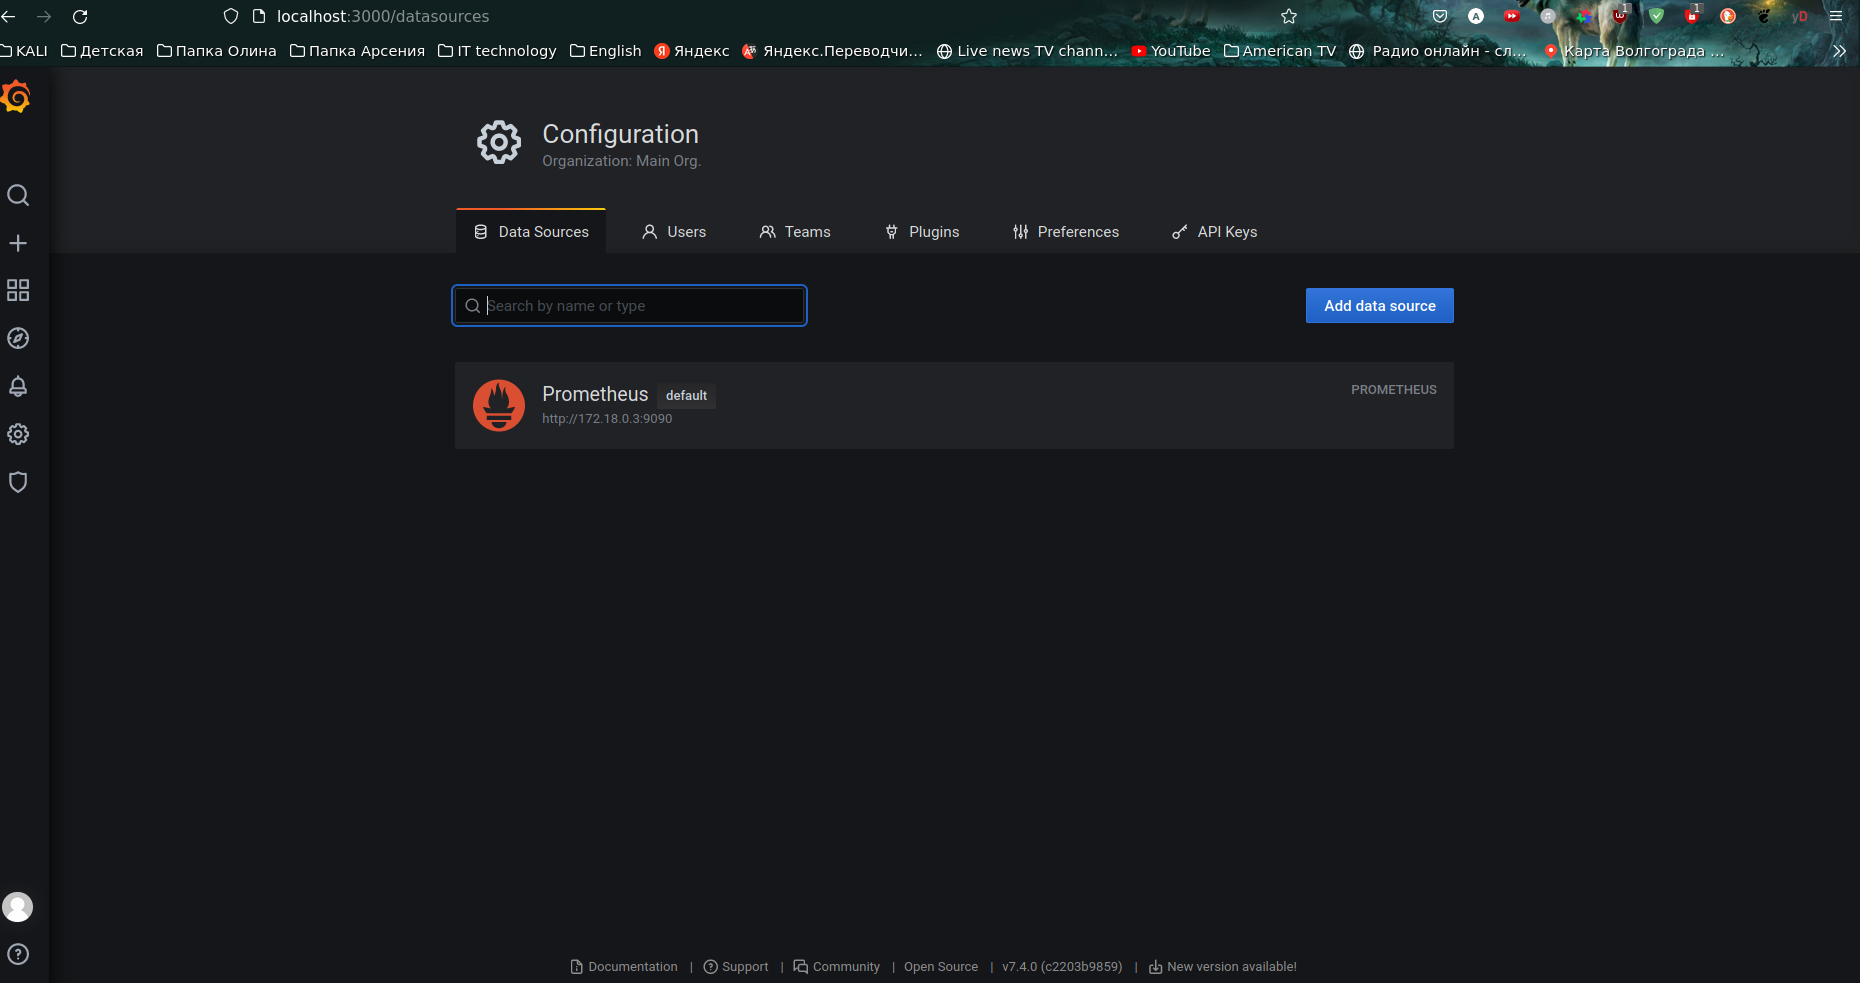 localhost:3000/datasources
1
1
yD
KALI Детская Папка Олина Папка Арсения IT technology English Яндекс Яндекс.Переводчи... Live news TV chann... YouTube American TV Радио онлайн - сл... Карта Волгограда ...
Configuration
Organization: Main Org.
Data Sources Users Teams Plugins Preferences API Keys
Search by name or type Add data source
Prometheus default PROMETHEUS
http://172.18.0.3:9090
Documentation | Support | Community | Open Source | v7.4.0 (c2203b9859) | New version available!